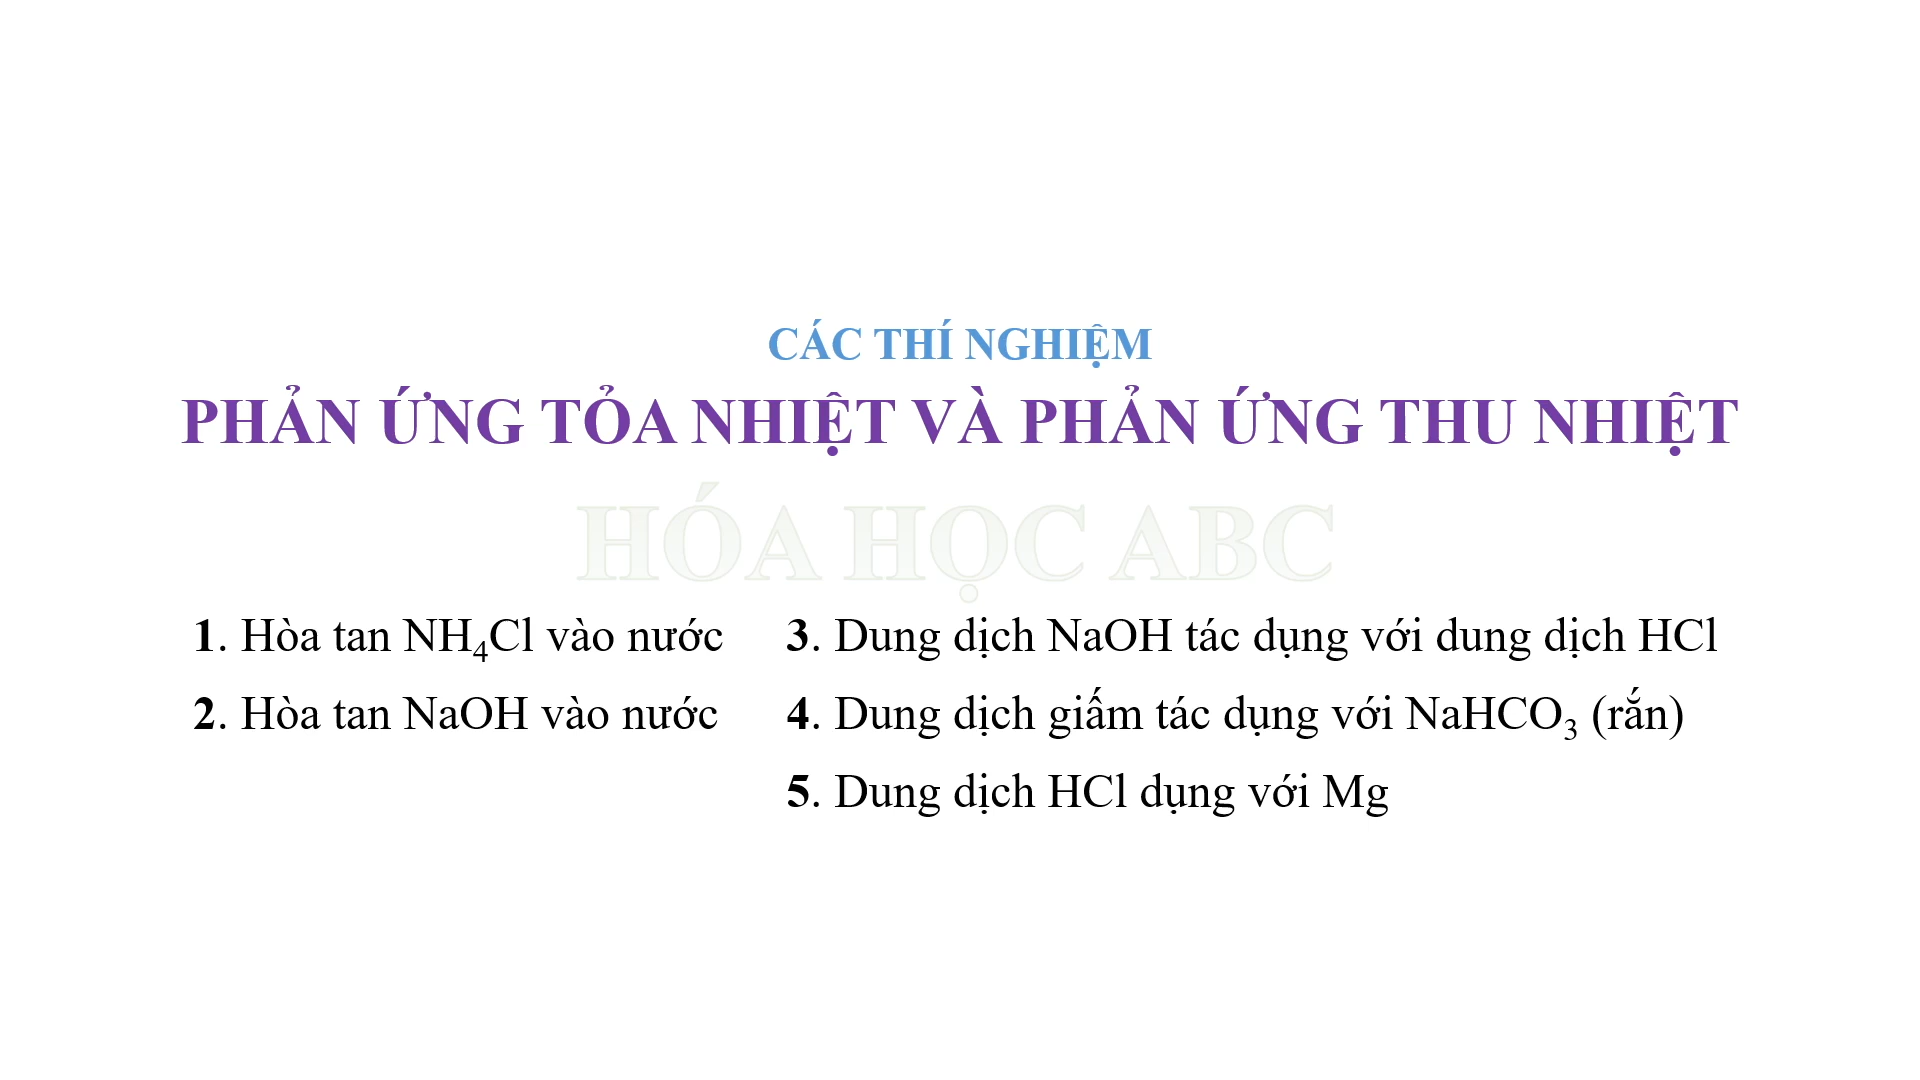 CÁC THÍ NGHIỆM
PHẢN ỨNG TỎA NHIỆT VÀ PHẢN ỨNG THU NHIỆT
HÓA HỌC ABC
1. Hòa tan NH₄Cl vào nước
2. Hòa tan NaOH vào nước
3. Dung dịch NaOH tác dụng với dung dịch HCl
4. Dung dịch giấm tác dụng với NaHCO₃ (rắn)
5. Dung dịch HCl dụng với Mg